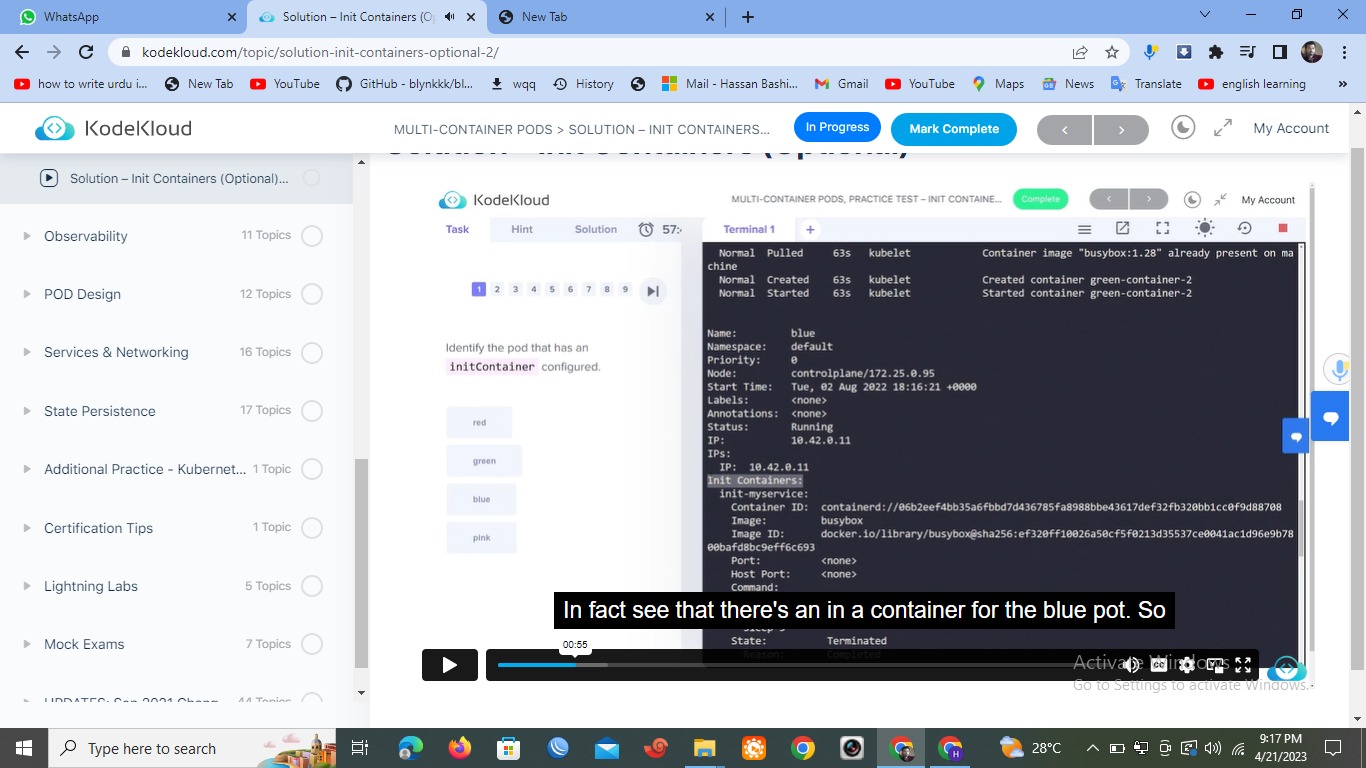 WhatsApp
Solution – Init Containers (O
New Tab
kodekloud.com/topic/solution-init-containers-optional-2/
how to write urdu i...
New Tab
YouTube
GitHub - blynkkk/bl...
wqq
History
Mail - Hassan Bashi...
Gmail
YouTube
Maps
News
Translate
english learning
»
KodeKloud
MULTI-CONTAINER PODS > SOLUTION – INIT CONTAINERS...
In Progress
Mark Complete
My Account
Solution – Init Containers (Optional)
Solution – Init Containers (Optional)...
Observability 11 Topics
POD Design 12 Topics
Services & Networking 16 Topics
State Persistence 17 Topics
Additional Practice - Kubernet... 1 Topic
Certification Tips 1 Topic
Lightning Labs 5 Topics
Mock Exams 7 Topics
KodeKloud
MULTI-CONTAINER PODS, PRACTICE TEST – INIT CONTAINE...
Complete
My Account
Task
Hint
Solution
57:
Terminal 1
+
1 2 3 4 5 6 7 8 9
Identify the pod that has an
initContainer configured.
red
green
blue
pink
Normal Pulled 63s kubelet Container image "busybox:1.28" already present on ma
chine
Normal Created 63s kubelet Created container green-container-2
Normal Started 63s kubelet Started container green-container-2
Name: blue
Namespace: default
Priority: 0
Node: controlplane/172.25.0.95
Start Time: Tue, 02 Aug 2022 18:16:21 +0000
Labels: <none>
Annotations: <none>
Status: Running
IP: 10.42.0.11
IPs:
IP: 10.42.0.11
Init Containers:
init-myservice:
Container ID: containerd://06b2eef4bb35a6fbbd7d436785fa8988bbe43617def32fb320bb1cc0f9d88708
Image: busybox
Image ID: docker.io/library/busybox@sha256:ef320ff10026a50cf5f0213d35537ce0041ac1d96e9b78
00bafd8bc9eff6c693
Port: <none>
Host Port: <none>
Command:
In fact see that there's an in a container for the blue pot. So
State: Terminated
Reason: Completed
00:55
CC
Activate Windows
Go to Settings to activate Windows.
Type here to search
28°C
9:17 PM
4/21/2023